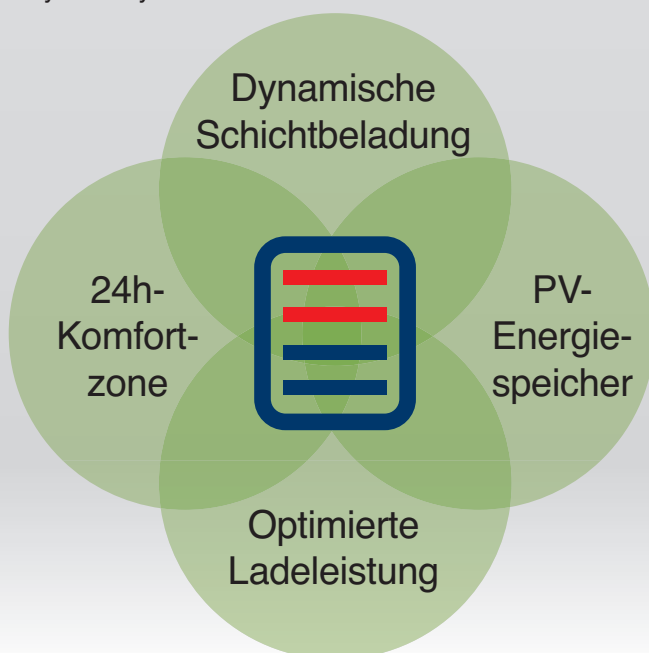 Dynamische
Schichtbeladung
24h-
Komfort-
zone
PV-
Energie-
speicher
Optimierte
Ladeleistung